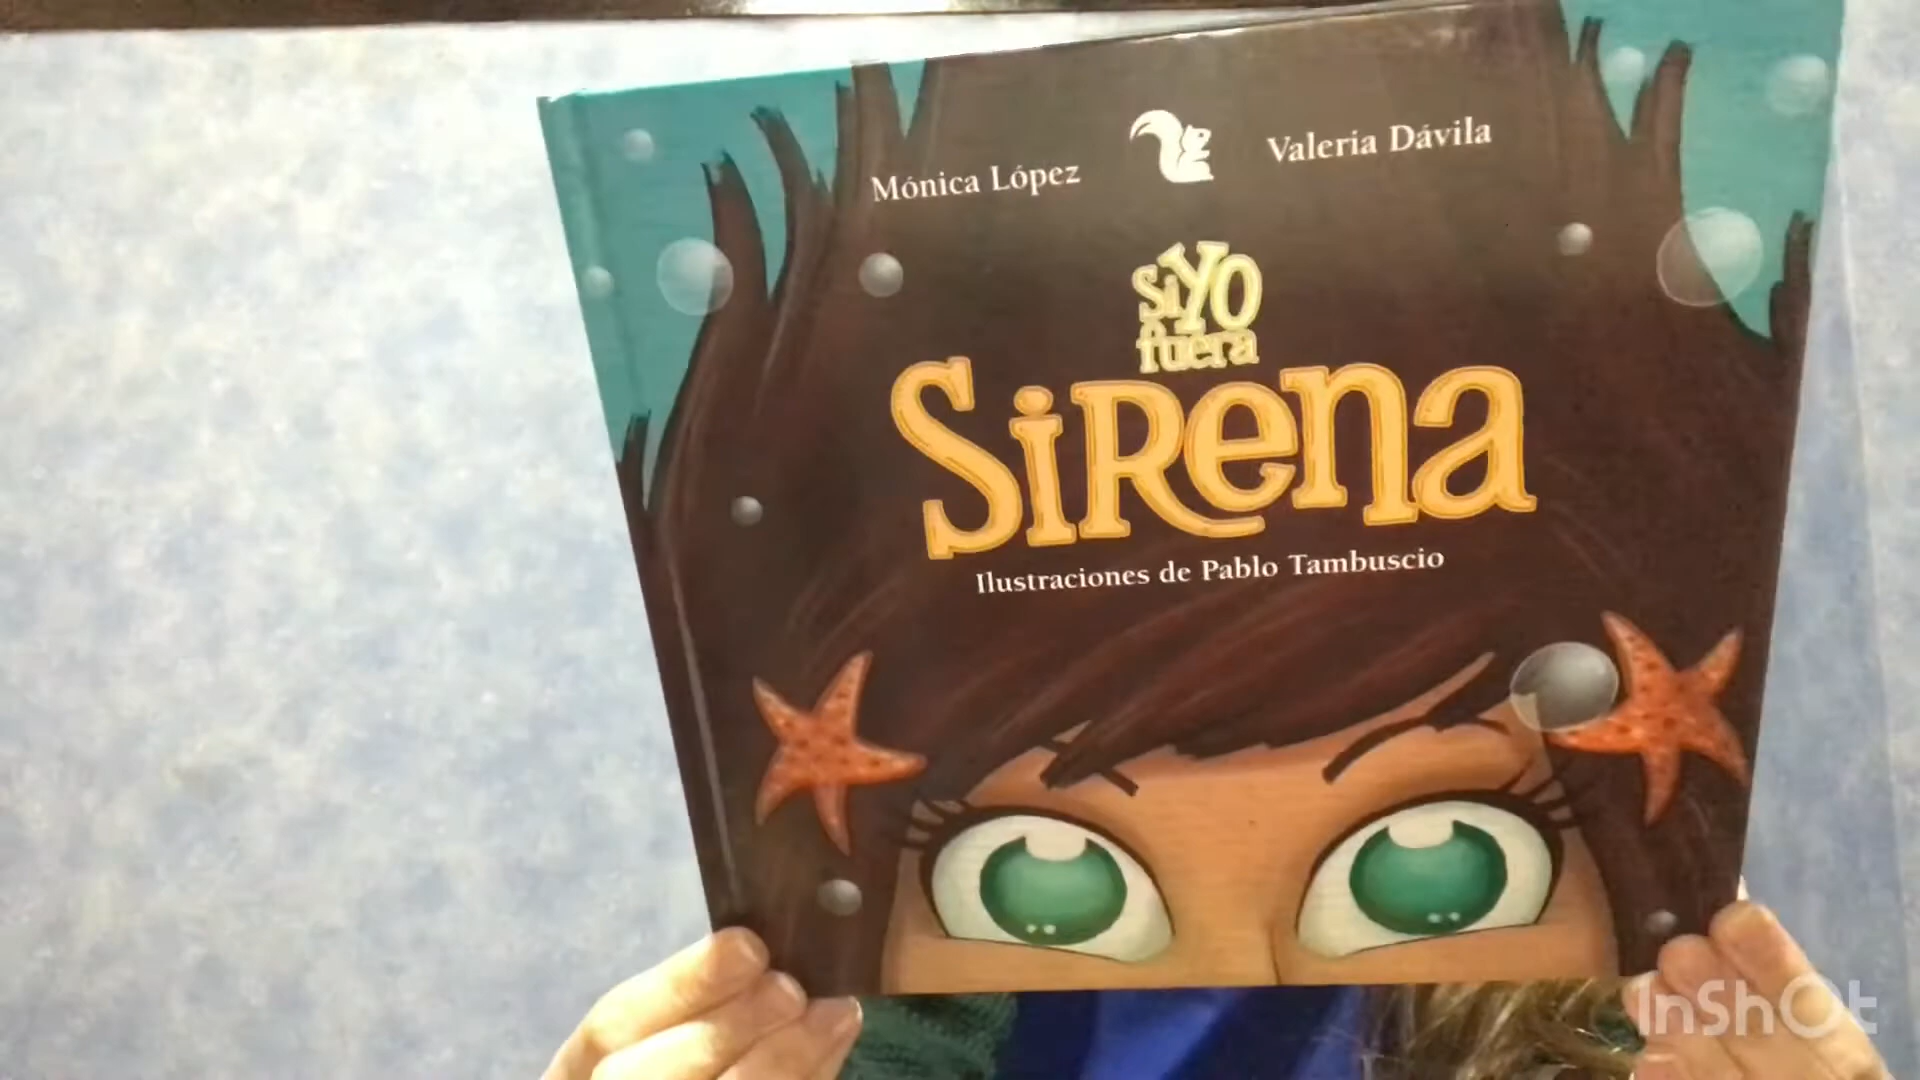 Mónica López
Valeria Dávila
Si YO
fuera
SiRena
Ilustraciones de Pablo Tambuscio
InShOt